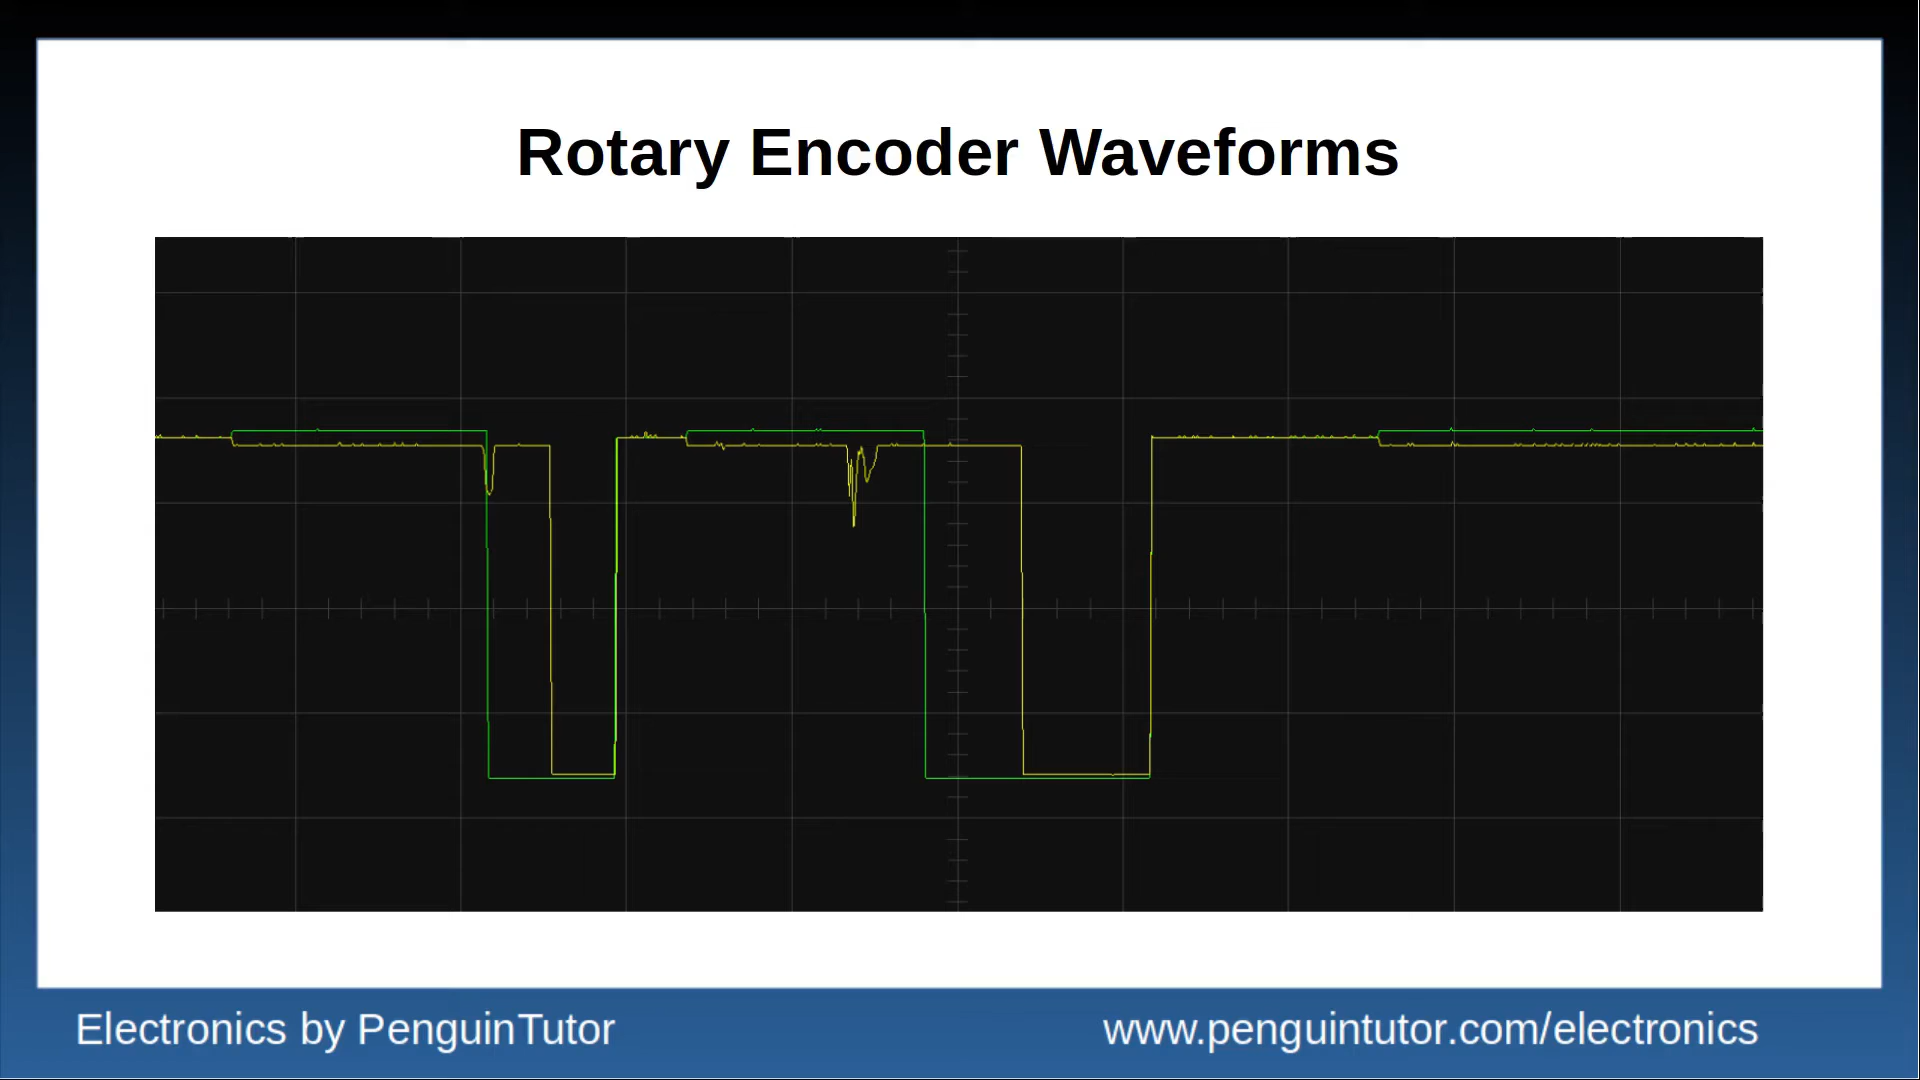 Rotary Encoder Waveforms
Electronics by PenguinTutor
www.penguintutor.com/electronics